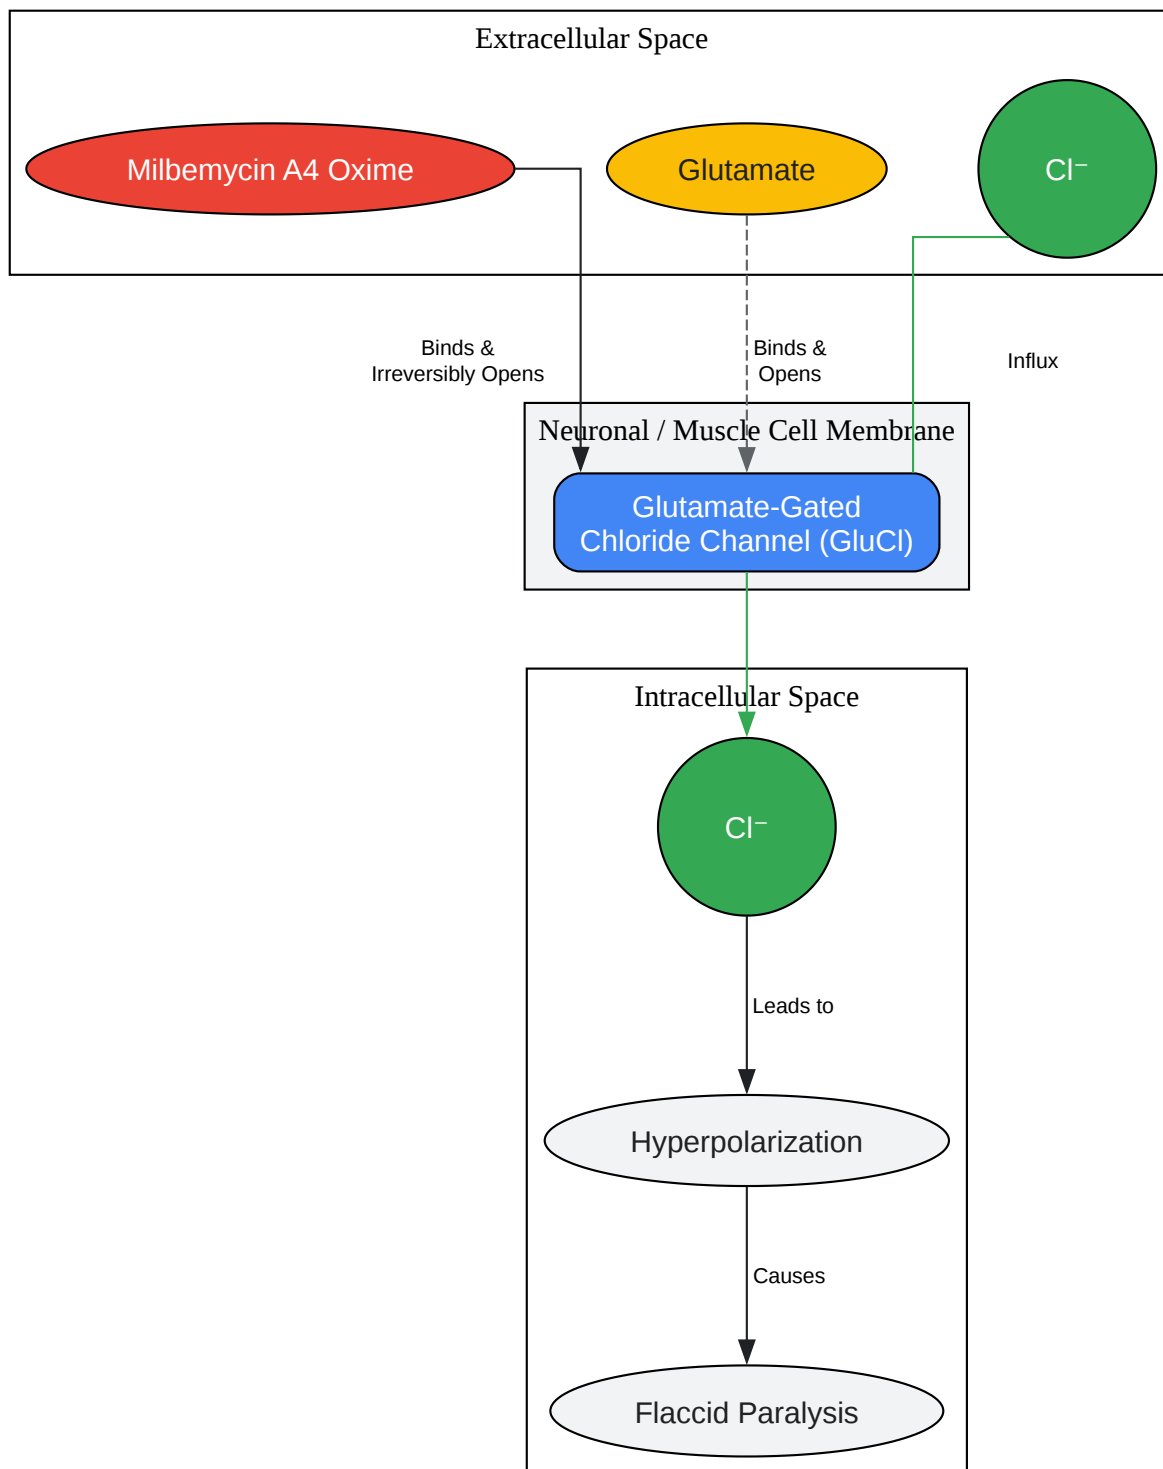 Extracellular Space
Milbemycin A4 Oxime
Glutamate
Cl⁻
Binds &
Irreversibly Opens
Binds &
Opens
Influx
Neuronal / Muscle Cell Membrane
Glutamate-Gated
Chloride Channel (GluCl)
Intracellular Space
Cl⁻
Leads to
Hyperpolarization
Causes
Flaccid Paralysis